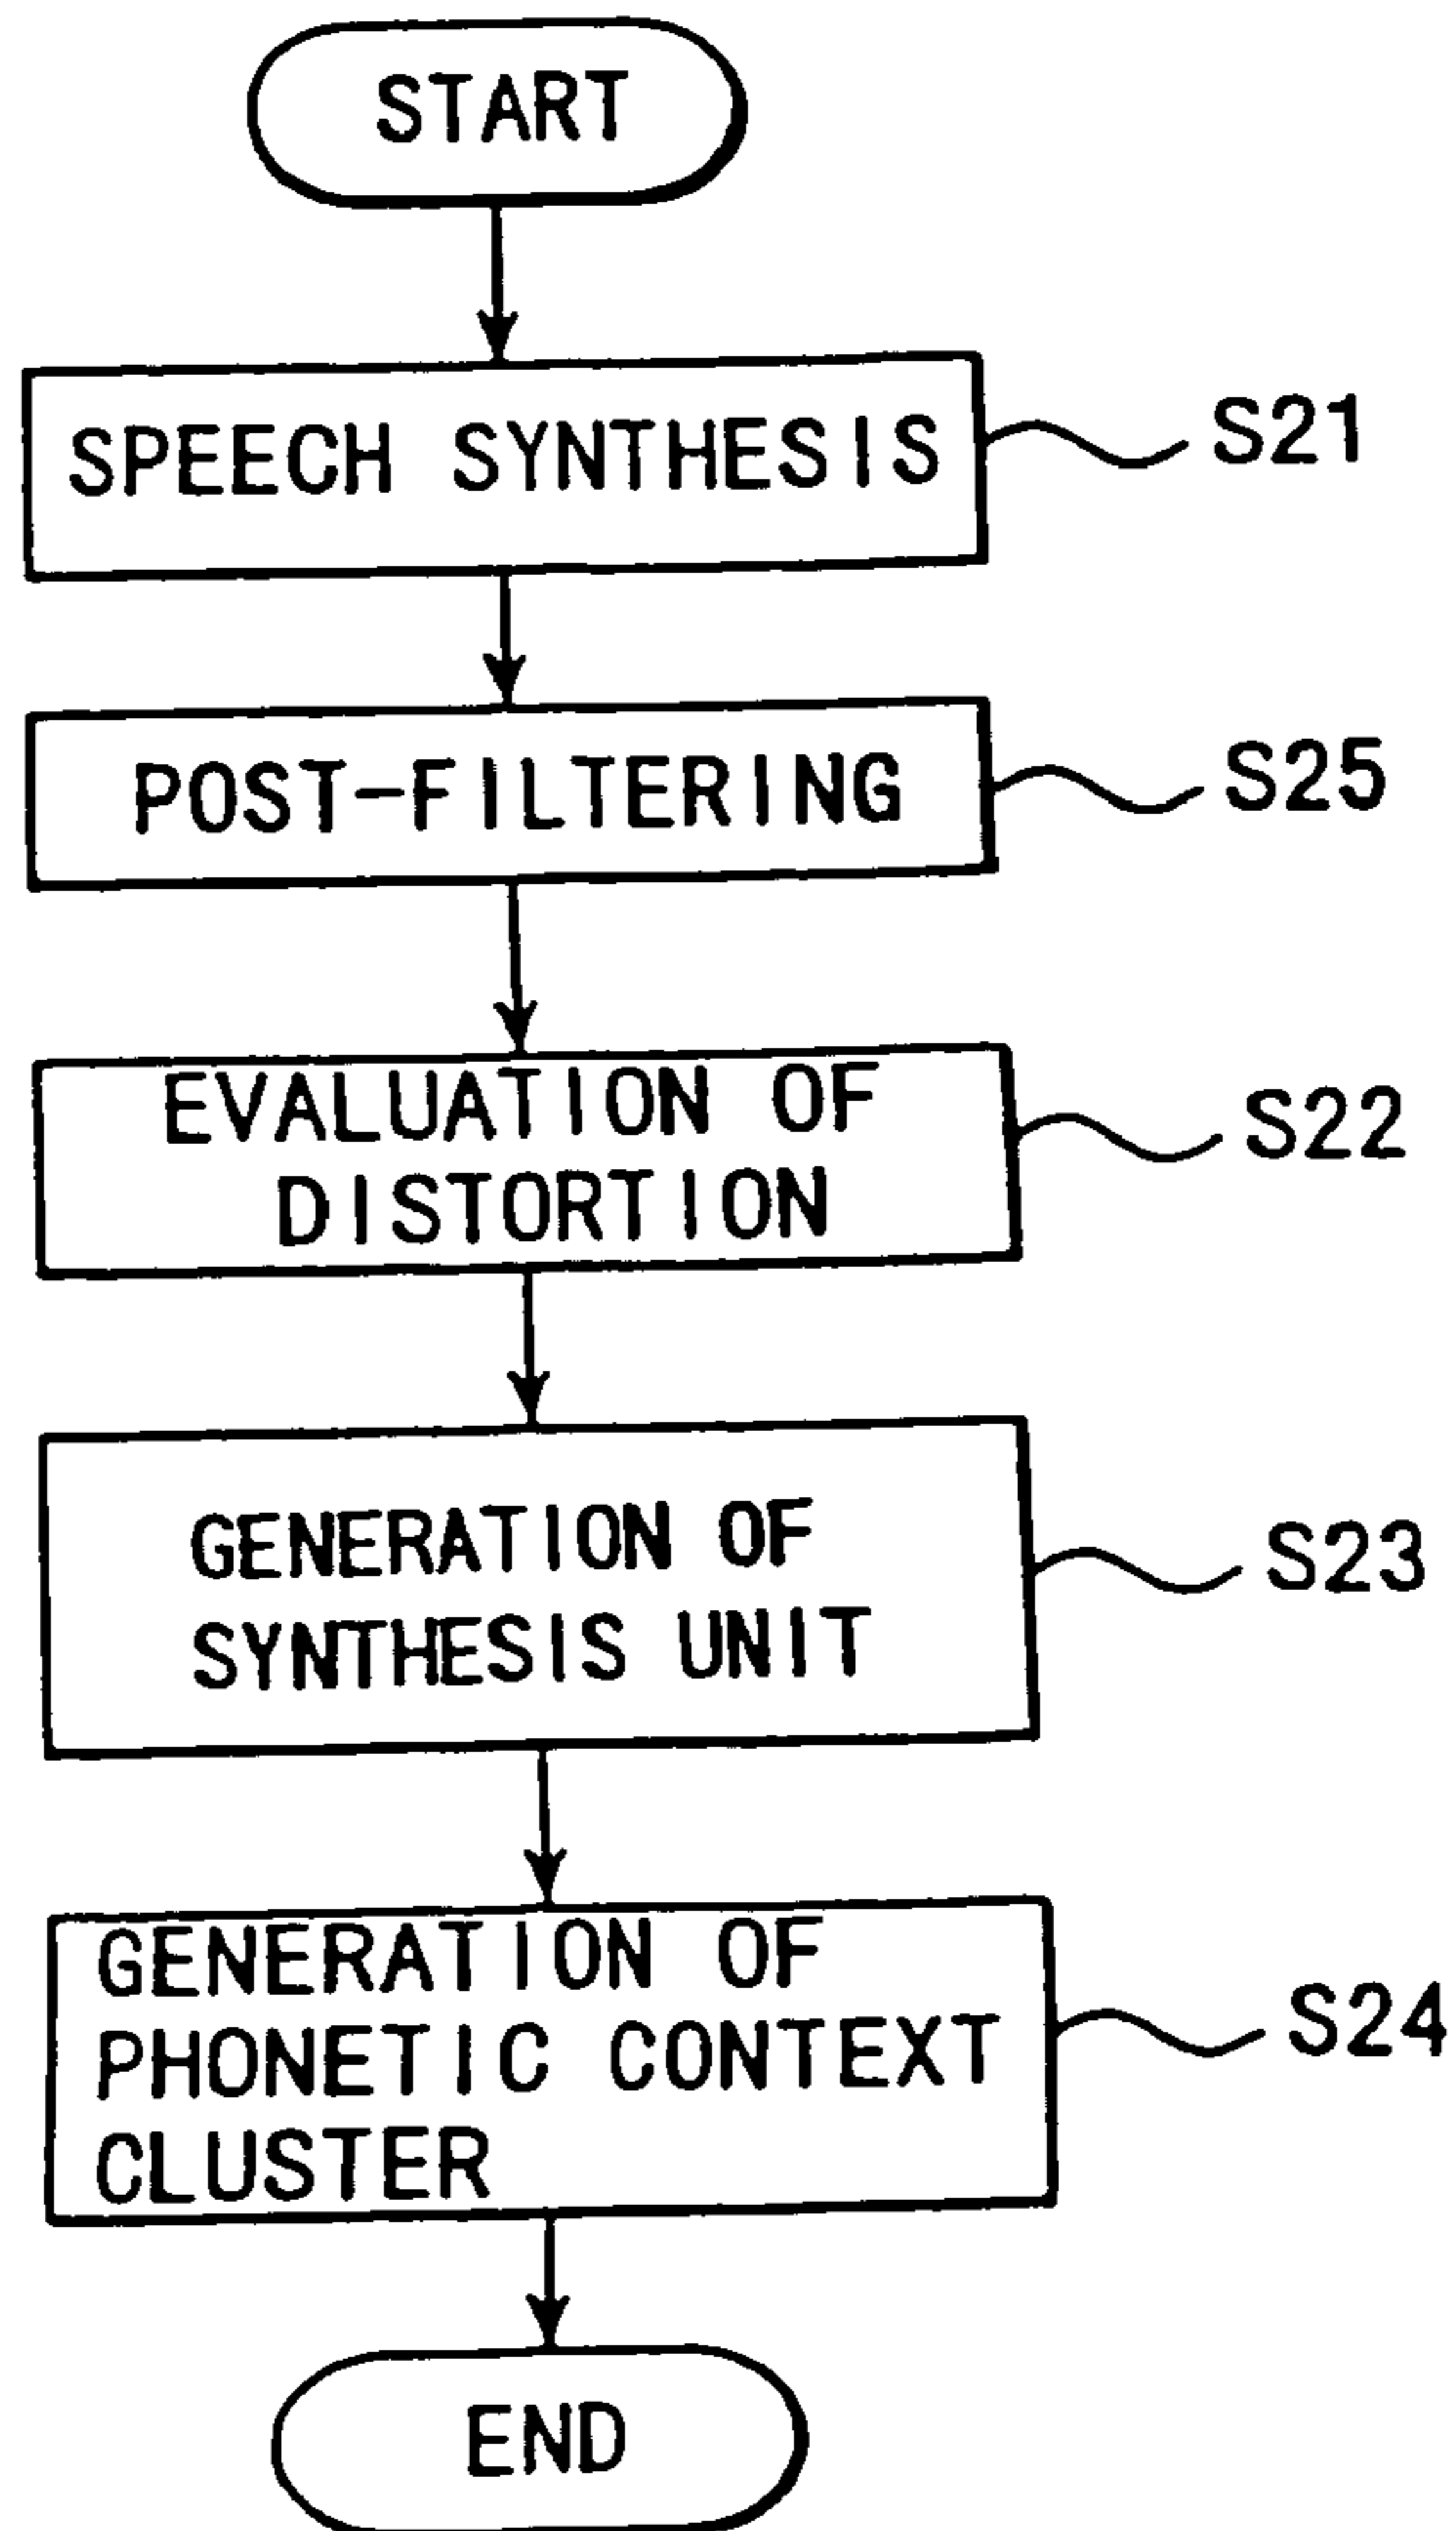 START
SPEECH SYNTHESIS
S21
POST-FILTERING
S25
EVALUATION OF
DISTORTION
S22
GENERATION OF
SYNTHESIS UNIT
S23
GENERATION OF
PHONETIC CONTEXT
CLUSTER
S24
END